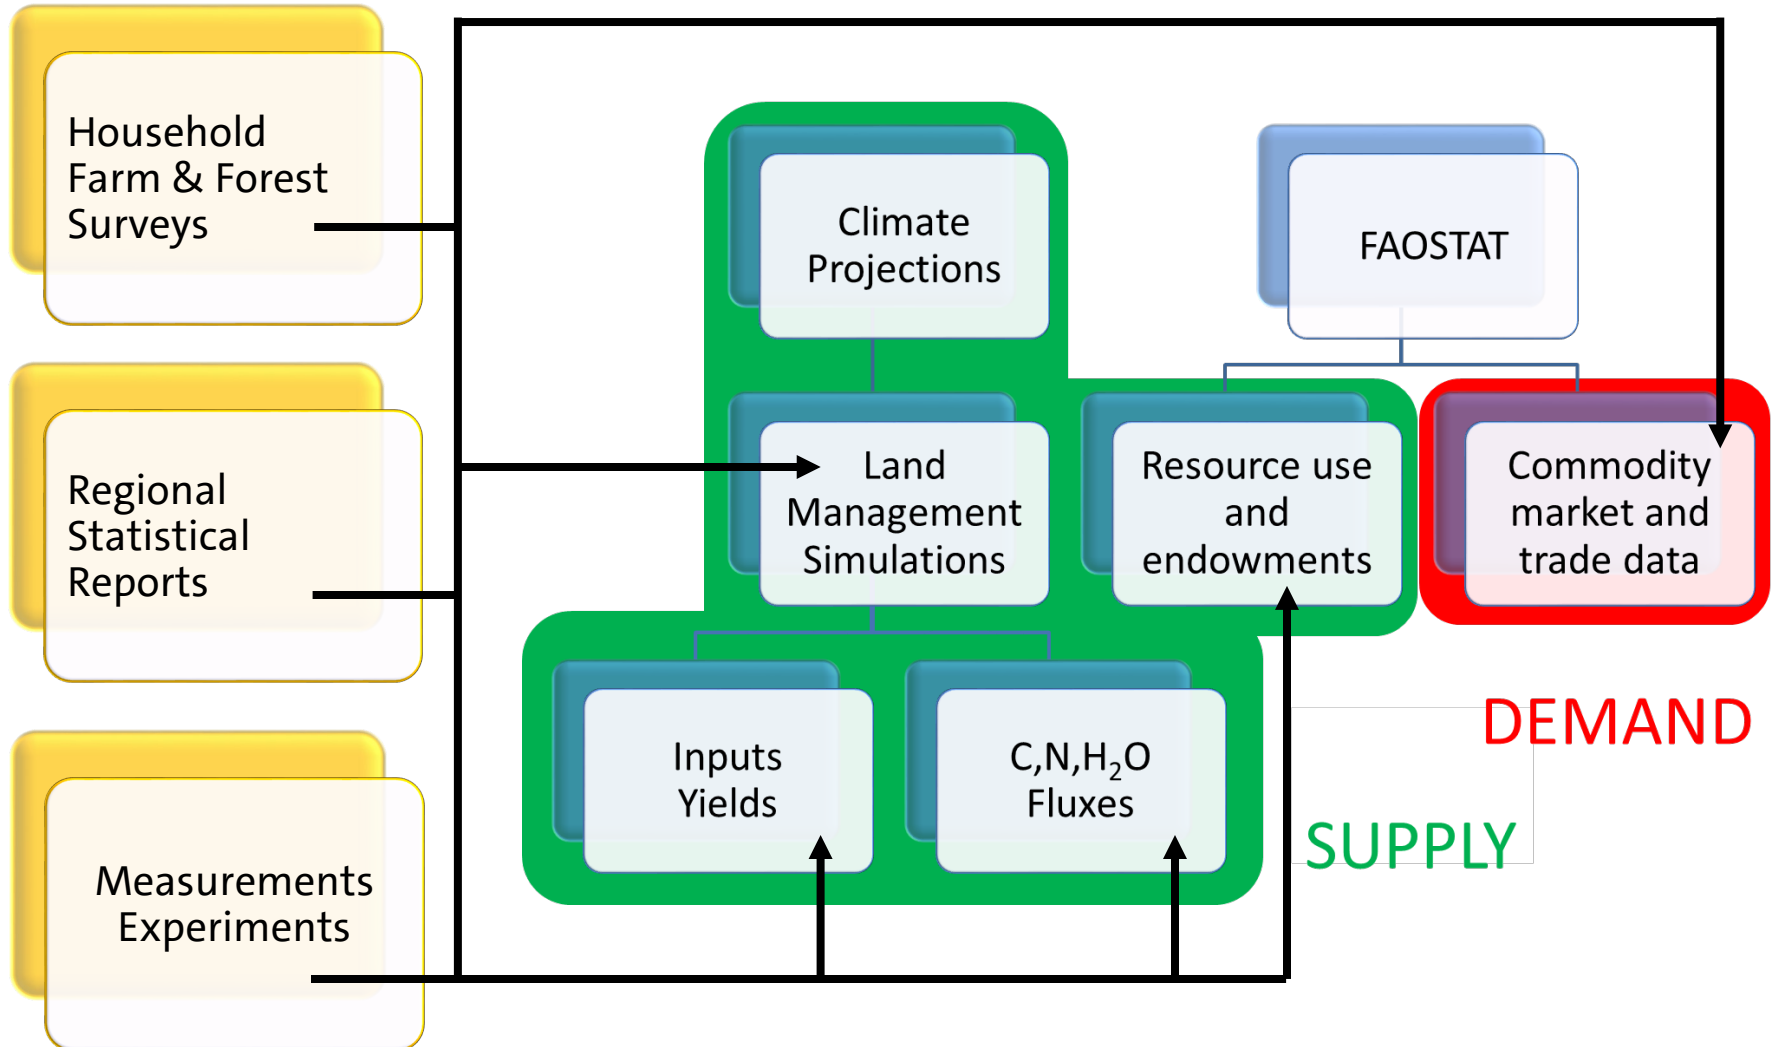 Household
Farm & Forest
Surveys
Regional
Statistical
Reports
Measurements
Experiments
Climate
Projections
FAOSTAT
Land
Management
Simulations
Resource use
and
endowments
Commodity
market and
trade data
Inputs
Yields
C,N,H₂O
Fluxes
DEMAND
SUPPLY